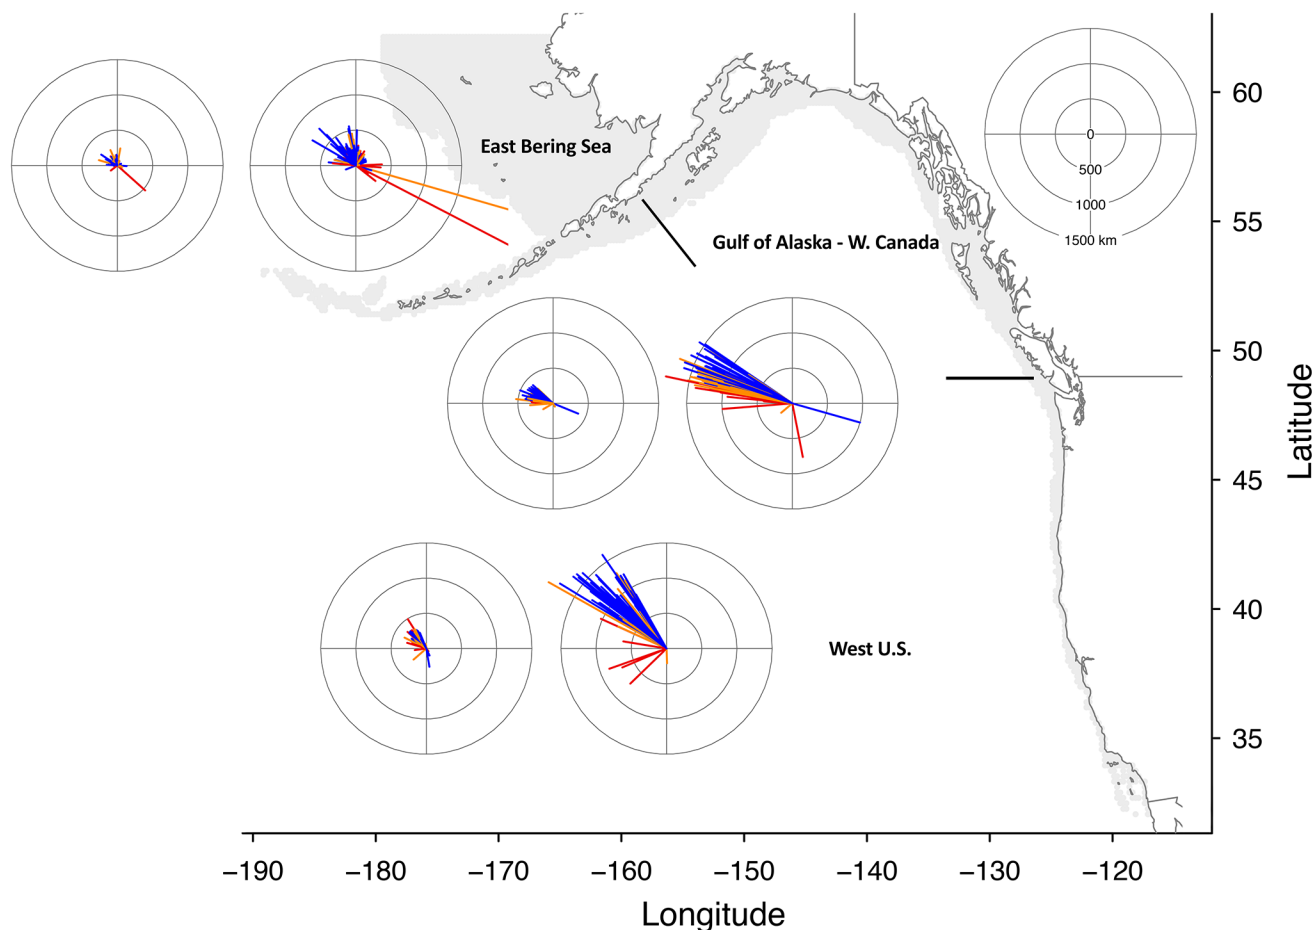 60
0
East Bering Sea
500
1000
55
1500 km
Gulf of Alaska - W. Canada
50
Latitude
45
40
West U.S.
35
−190 −180 −170 −160 −150 −140 −130 −120
Longitude